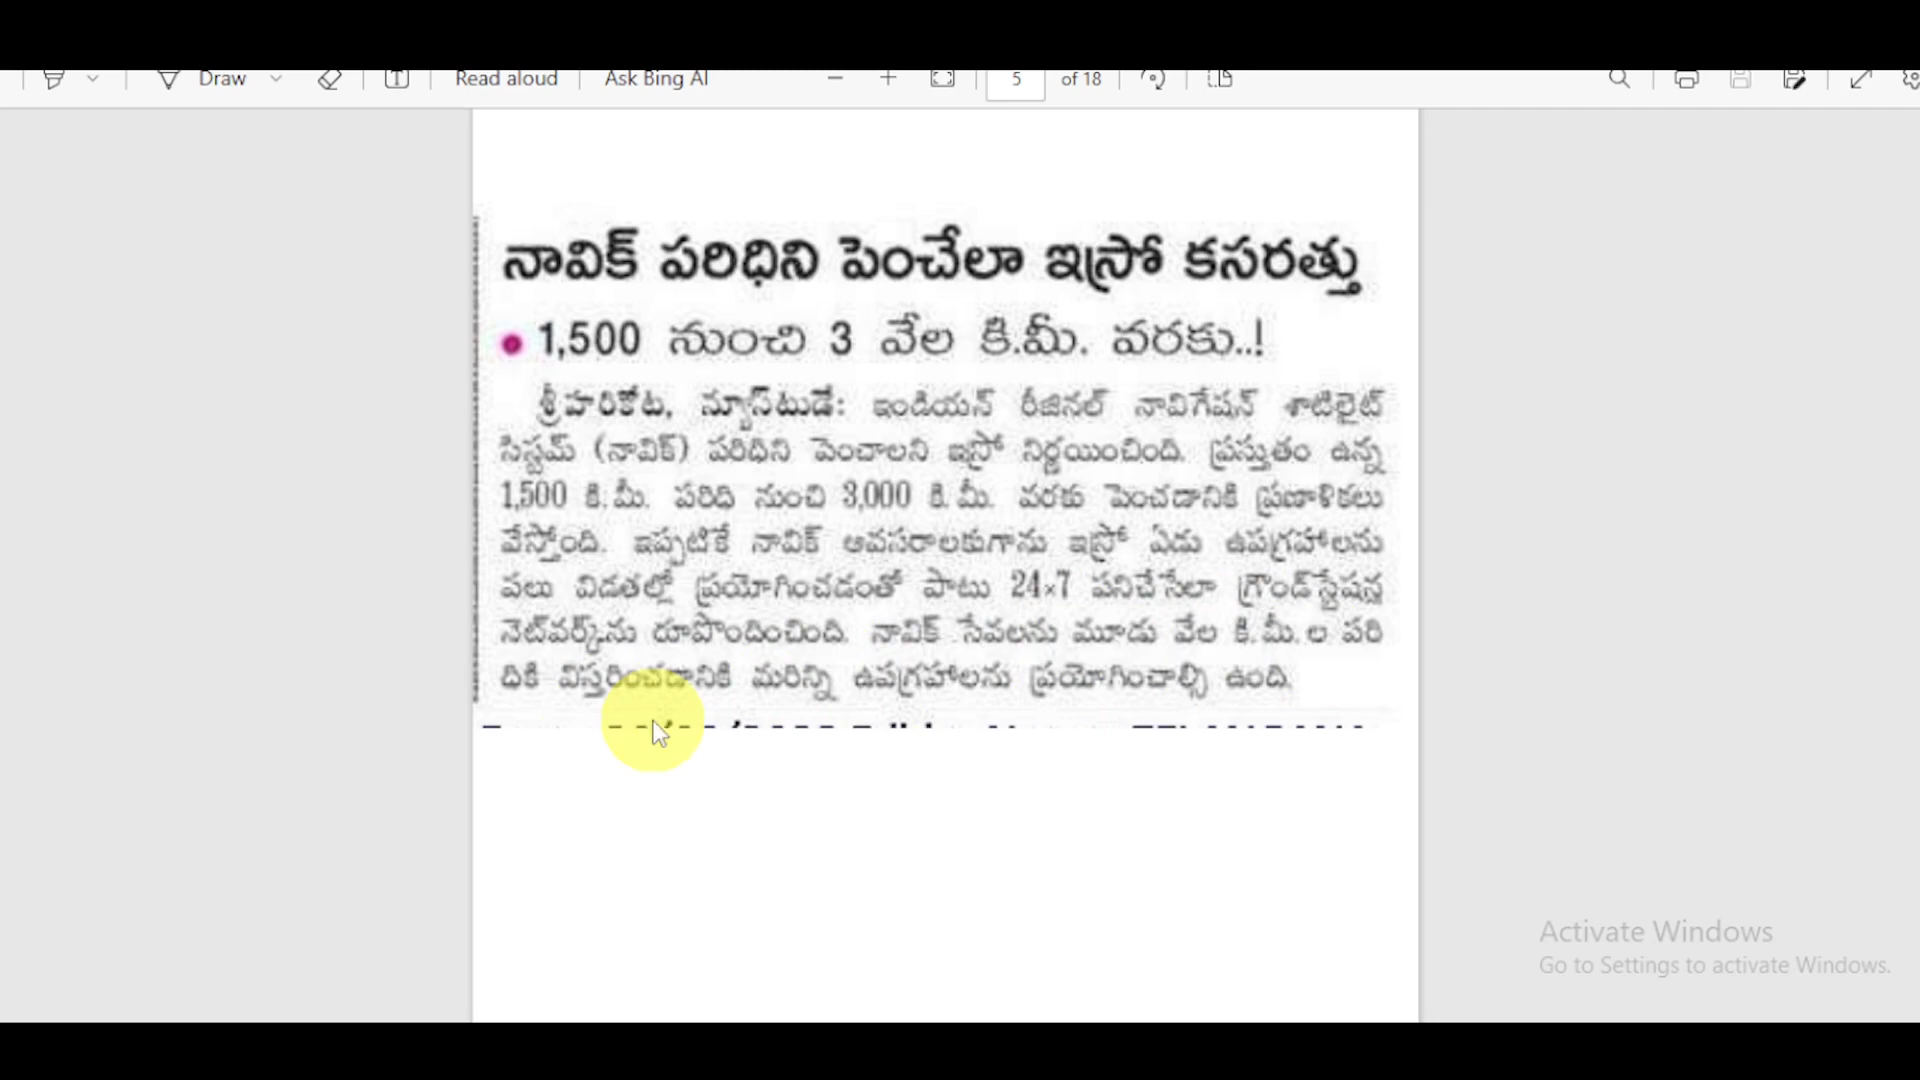 Draw
Read aloud
Ask Bing AI
5 of 18
నావిక్ పరిధిని పెంచేలా ఇస్రో కసరత్తు
• 1,500 నుంచి 3 వేల కి.మీ. వరకు..!
శ్రీహరికోట, న్యూస్‌టుడే: ఇండియన్ రీజినల్ నావిగేషన్ శాటిలైట్
సిస్టమ్ (నావిక్) పరిధిని పెంచాలని ఇస్రో నిర్ణయించింది. ప్రస్తుతం ఉన్న
1,500 కి.మీ. పరిధి నుంచి 3,000 కి.మీ. వరకు పెంచడానికి ప్రణాళికలు
వేస్తోంది. ఇప్పటికే నావిక్ అవసరాలకుగాను ఇస్రో ఏడు ఉపగ్రహాలను
పలు విడతల్లో ప్రయోగించడంతో పాటు 24×7 పనిచేసేలా గ్రౌండ్‌స్టేషన్ల
నెట్‌వర్క్‌ను రూపొందించింది. నావిక్ సేవలను మూడు వేల కి.మీ.ల పరి
ధికి విస్తరించడానికి మరిన్ని ఉపగ్రహాలను ప్రయోగించాల్సి ఉంది.
Activate Windows
Go to Settings to activate Windows.